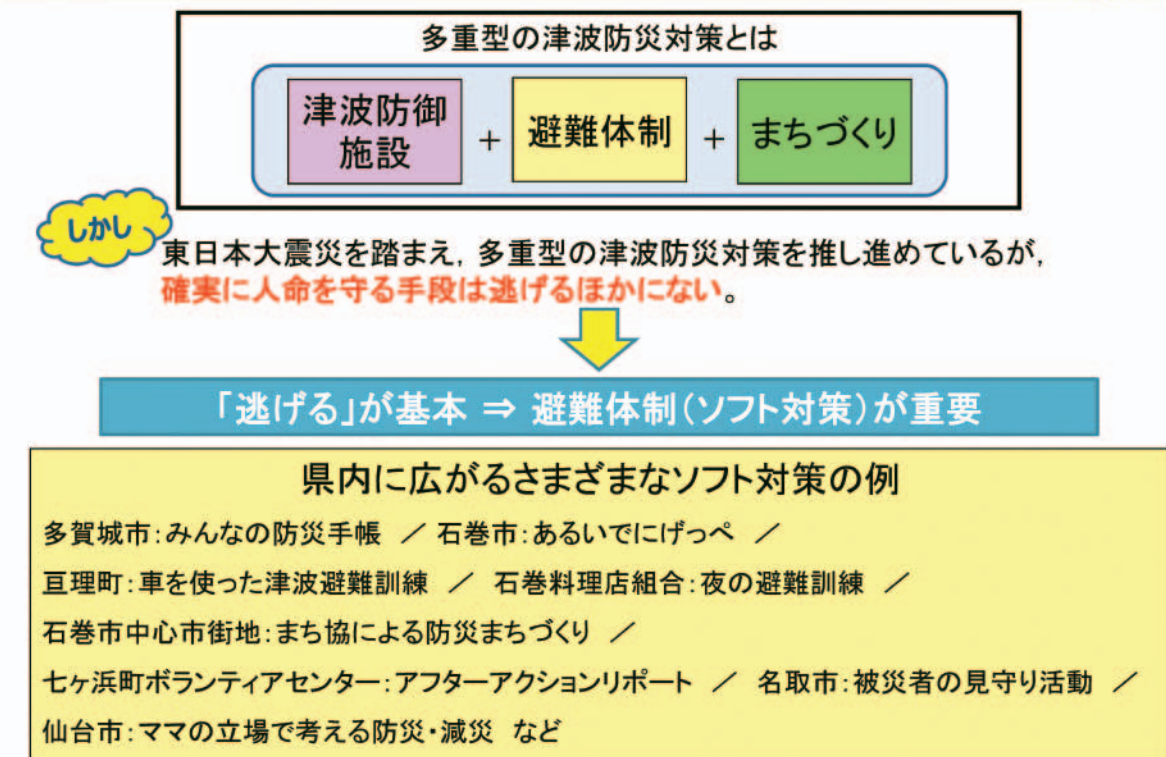 多重型の津波防災対策とは
津波防御
施設
+
避難体制
+
まちづくり
しかし
東日本大震災を踏まえ，多重型の津波防災対策を推し進めているが，
確実に人命を守る手段は逃げるほかにない。
「逃げる」が基本 ⇒ 避難体制（ソフト対策）が重要
県内に広がるさまざまなソフト対策の例
多賀城市：みんなの防災手帳 ／ 石巻市：あるいでにげっぺ ／
亘理町：車を使った津波避難訓練 ／ 石巻料理店組合：夜の避難訓練 ／
石巻市中心市街地：まち協による防災まちづくり ／
七ヶ浜町ボランティアセンター：アフターアクションリポート ／ 名取市：被災者の見守り活動 ／
仙台市：ママの立場で考える防災・減災 など